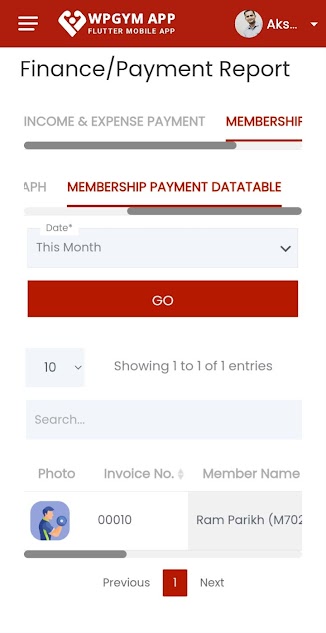 WPGYM APP
FLUTTER MOBILE APP
Aks...
Finance/Payment Report
INCOME & EXPENSE PAYMENT MEMBERSHIP
APH MEMBERSHIP PAYMENT DATATABLE
Date*
This Month
GO
10 Showing 1 to 1 of 1 entries
Search...
Photo Invoice No. Member Name
00010 Ram Parikh (M702
Previous 1 Next